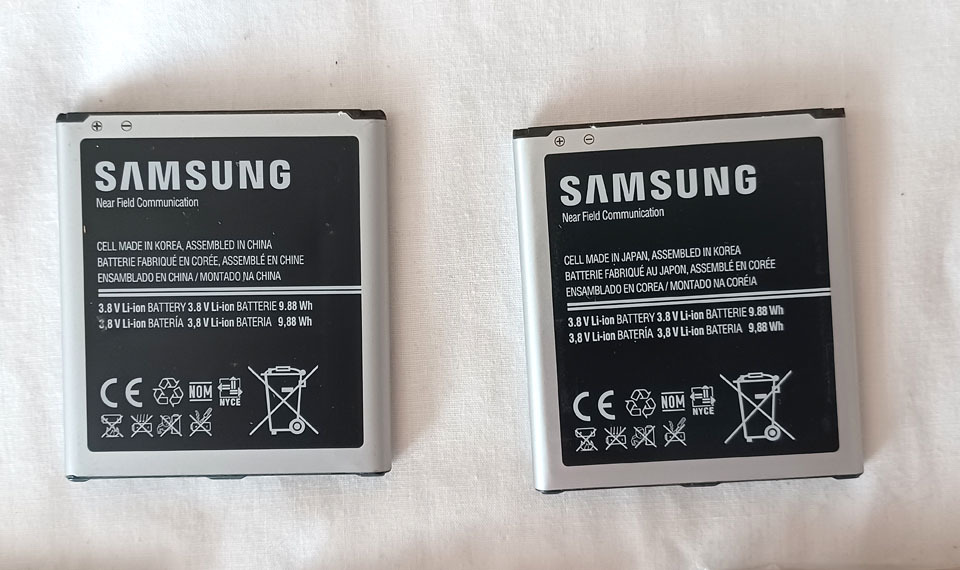 SAMSUNG
Near Field Communication
CELL MADE IN KOREA, ASSEMBLED IN CHINA
BATTERIE FABRIQUÉ EN CORÉE, ASSEMBLÉ EN CHINE
ENSAMBLADO EN CHINA / MONTADO NA CHINA
3.8 V Li-ion BATTERY 3.8 V Li-ion BATTERIE 9.88 Wh
3,8 V Li-ion BATERÍA 3,8 V Li-ion BATERIA 9,88 Wh
CE
NOM
NYCE
SAMSUNG
Near Field Communication
CELL MADE IN JAPAN, ASSEMBLED IN KOREA
BATTERIE FABRIQUÉ AU JAPON, ASSEMBLÉ EN CORÉE
ENSAMBLADO EN COREA / MONTADO NA CORÉIA
3.8 V Li-ion BATTERY 3.8 V Li-ion BATTERIE 9.88 Wh
3,8 V Li-ion BATERÍA 3,8 V Li-ion BATERIA 9,88 Wh
CE
NOM
NYCE